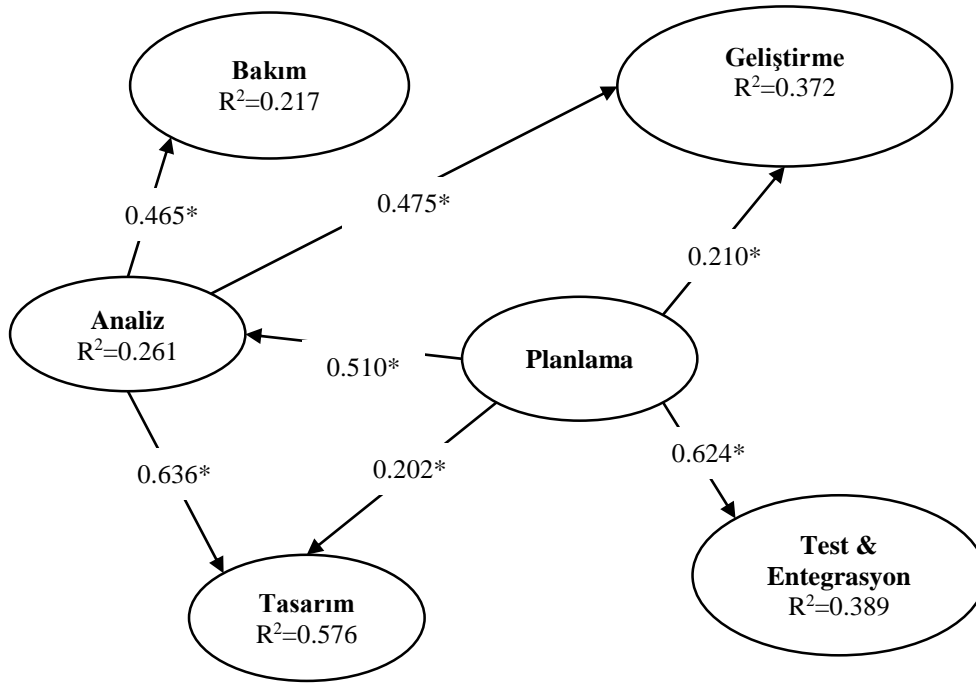 Bakım
R²=0.217
Geliştirme
R²=0.372
0.465*
0.475*
0.210*
Analiz
R²=0.261
0.510*
Planlama
0.636*
0.202*
0.624*
Tasarım
R²=0.576
Test &
Entegrasyon
R²=0.389